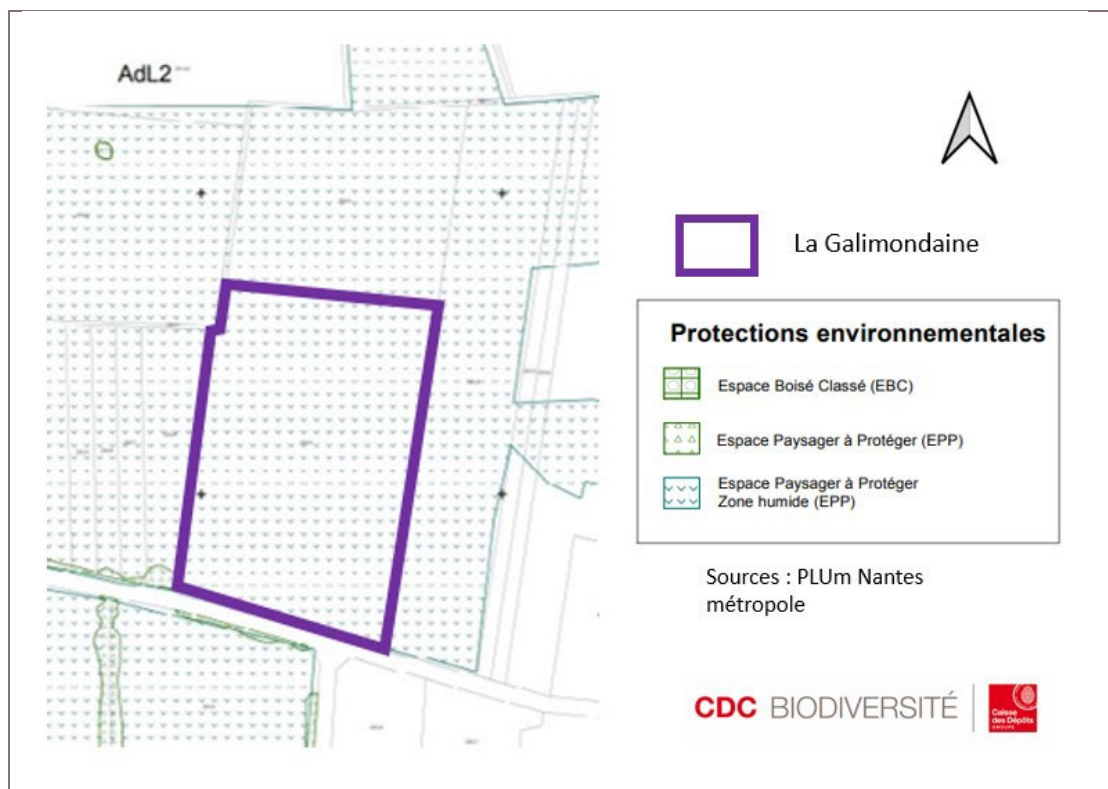 AdL2
La Galimondaine
Protections environnementales
Espace Boisé Classé (EBC)
Espace Paysager à Protéger (EPP)
Espace Paysager à Protéger
Zone humide (EPP)
Sources : PLUm Nantes
métropole
CDC BIODIVERSITÉ
Caisse
des Dépôts
GROUPE